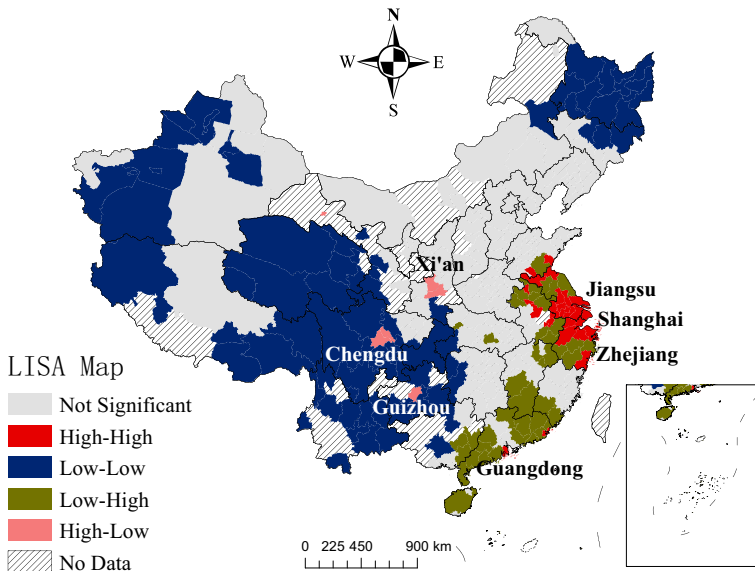 N
W E
S
Xi'an
Jiangsu
Shanghai
Chengdu
Zhejiang
LISA Map
Guizhou
Not Significant
High-High
Low-Low
Guangdong
Low-High
High-Low
No Data
0 225 450 900 km